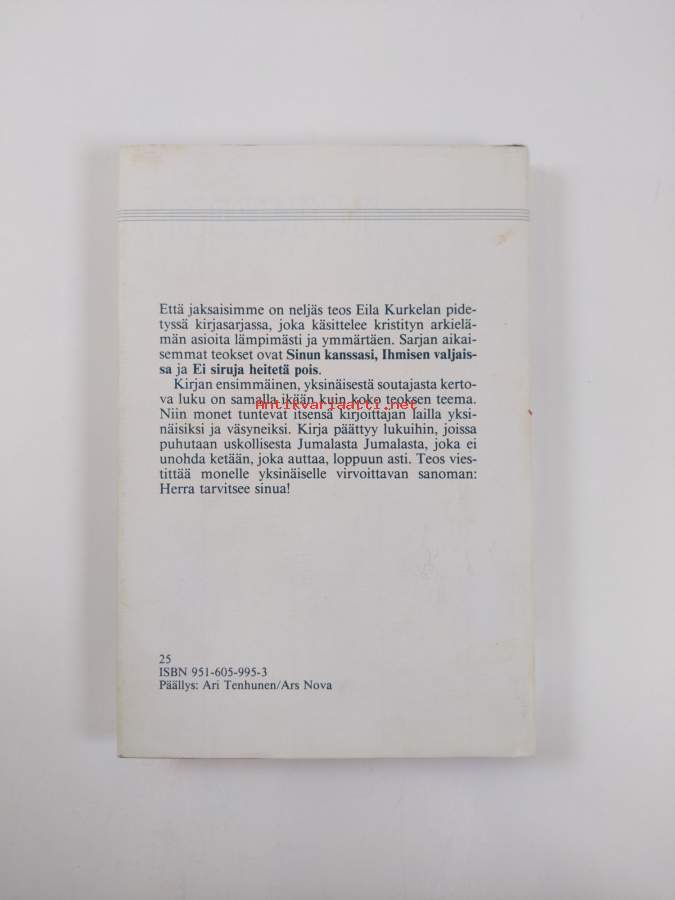 Että jaksaisimme on neljäs teos Eila Kurkelan pide-
tyssä kirjasarjassa, joka käsittelee kristityn arkielä-
män asioita lämpimästi ja ymmärtäen. Sarjan aikai-
semmat teokset ovat Sinun kanssasi, Ihmisen valjais-
sa ja Ei siruja heitetä pois.
Kirjan ensimmäinen, yksinäisestä soutajasta kerto-
va luku on samalla ikään kuin koko teoksen teema.
Antikvariaatti.net
Niin monet tuntevat itsensä kirjoittajan lailla yksi-
näisiksi ja väsyneiksi. Kirja päättyy lukuihin, joissa
puhutaan uskollisesta Jumalasta Jumalasta, joka ei
unohda ketään, joka auttaa, loppuun asti. Teos vies-
tittää monelle yksinäiselle virvoittavan sanoman:
Herra tarvitsee sinua!
25
ISBN 951-605-995-3
Päällys: Ari Tenhunen/Ars Nova